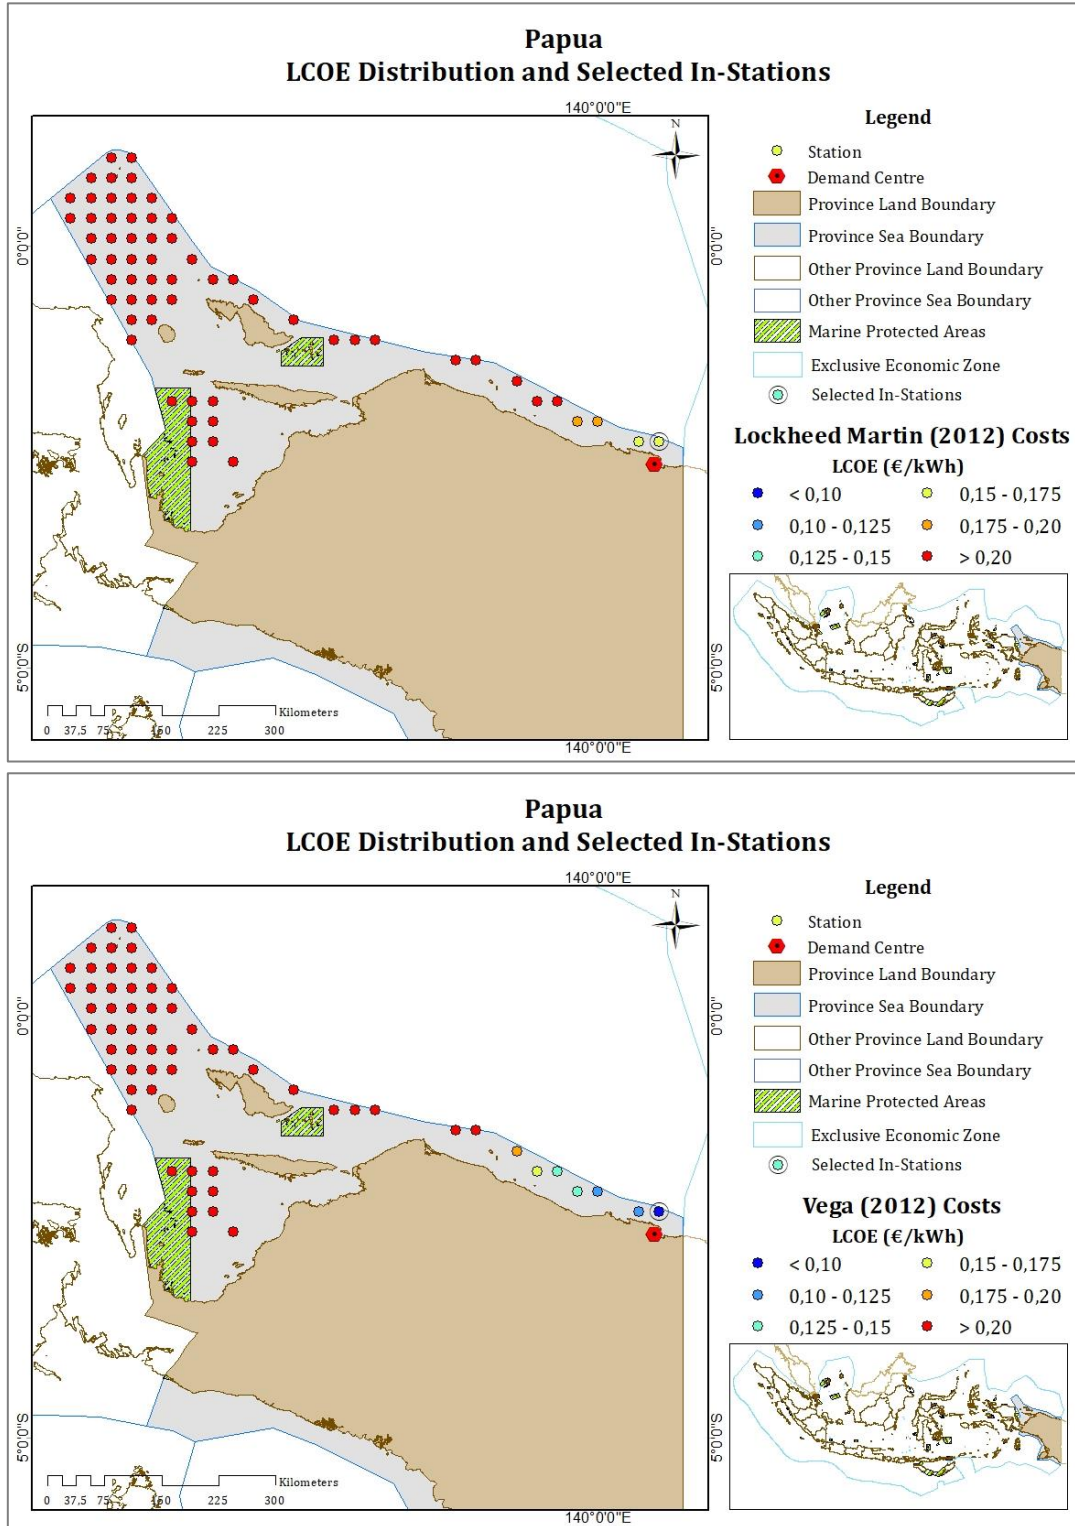 Papua
LCOE Distribution and Selected In-Stations
140°0'0"E
N
0°0'0"
0°0'0"
5°0'0"S
5°0'0"S
Kilometers
0 37,5 75 150 225 300
140°0'0"E
Legend
Station
Demand Centre
Province Land Boundary
Province Sea Boundary
Other Province Land Boundary
Other Province Sea Boundary
Marine Protected Areas
Exclusive Economic Zone
Selected In-Stations
Lockheed Martin (2012) Costs
LCOE (€/kWh)
< 0,10 0,15 - 0,175
0,10 - 0,125 0,175 - 0,20
0,125 - 0,15 > 0,20
Papua
LCOE Distribution and Selected In-Stations
140°0'0"E
N
0°0'0"
0°0'0"
5°0'0"S
5°0'0"S
Kilometers
0 37,5 75 150 225 300
140°0'0"E
Legend
Station
Demand Centre
Province Land Boundary
Province Sea Boundary
Other Province Land Boundary
Other Province Sea Boundary
Marine Protected Areas
Exclusive Economic Zone
Selected In-Stations
Vega (2012) Costs
LCOE (€/kWh)
< 0,10 0,15 - 0,175
0,10 - 0,125 0,175 - 0,20
0,125 - 0,15 > 0,20